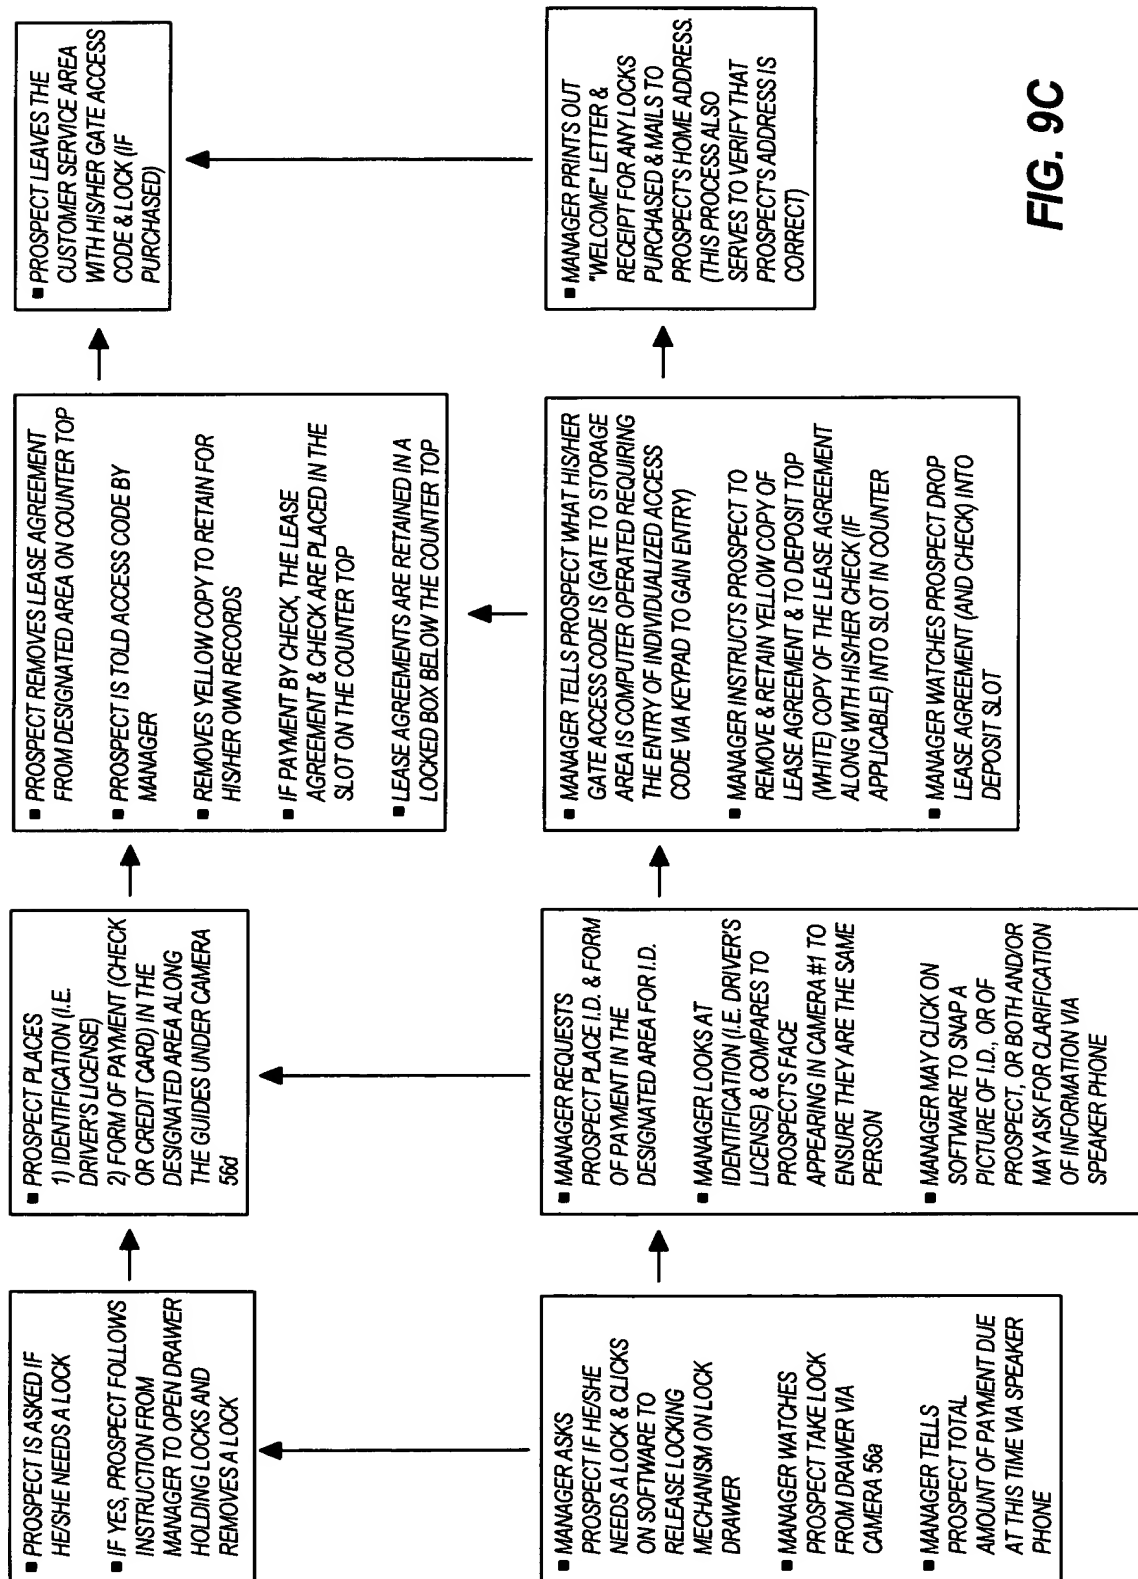 ■ PROSPECT IS ASKED IF
HE/SHE NEEDS A LOCK
■ IF YES, PROSPECT FOLLOWS
INSTRUCTION FROM
MANAGER TO OPEN DRAWER
HOLDING LOCKS AND
REMOVES A LOCK
■ PROSPECT PLACES
1) IDENTIFICATION (I.E.
DRIVER'S LICENSE)
2) FORM OF PAYMENT (CHECK
OR CREDIT CARD) IN THE
DESIGNATED AREA ALONG
THE GUIDES UNDER CAMERA
56d
■ PROSPECT REMOVES LEASE AGREEMENT
FROM DESIGNATED AREA ON COUNTER TOP
■ PROSPECT IS TOLD ACCESS CODE BY
MANAGER
■ REMOVES YELLOW COPY TO RETAIN FOR
HIS/HER OWN RECORDS
■ IF PAYMENT BY CHECK, THE LEASE
AGREEMENT & CHECK ARE PLACED IN THE
SLOT ON THE COUNTER TOP
■ LEASE AGREEMENTS ARE RETAINED IN A
LOCKED BOX BELOW THE COUNTER TOP
■ PROSPECT LEAVES THE
CUSTOMER SERVICE AREA
WITH HIS/HER GATE ACCESS
CODE & LOCK (IF
PURCHASED)
■ MANAGER ASKS
PROSPECT IF HE/SHE
NEEDS A LOCK & CLICKS
ON SOFTWARE TO
RELEASE LOCKING
MECHANISM ON LOCK
DRAWER
■ MANAGER WATCHES
PROSPECT TAKE LOCK
FROM DRAWER VIA
CAMERA 56a
■ MANAGER TELLS
PROSPECT TOTAL
AMOUNT OF PAYMENT DUE
AT THIS TIME VIA SPEAKER
PHONE
■ MANAGER REQUESTS
PROSPECT PLACE I.D. & FORM
OF PAYMENT IN THE
DESIGNATED AREA FOR I.D.
■ MANAGER LOOKS AT
IDENTIFICATION (I.E. DRIVER'S
LICENSE) & COMPARES TO
PROSPECT'S FACE
APPEARING IN CAMERA #1 TO
ENSURE THEY ARE THE SAME
PERSON
■ MANAGER MAY CLICK ON
SOFTWARE TO SNAP A
PICTURE OF I.D., OR OF
PROSPECT, OR BOTH AND/OR
MAY ASK FOR CLARIFICATION
OF INFORMATION VIA
SPEAKER PHONE
■ MANAGER TELLS PROSPECT WHAT HIS/HER
GATE ACCESS CODE IS (GATE TO STORAGE
AREA IS COMPUTER OPERATED REQUIRING
THE ENTRY OF INDIVIDUALIZED ACCESS
CODE VIA KEYPAD TO GAIN ENTRY)
■ MANAGER INSTRUCTS PROSPECT TO
REMOVE & RETAIN YELLOW COPY OF
LEASE AGREEMENT & TO DEPOSIT TOP
(WHITE) COPY OF THE LEASE AGREEMENT
ALONG WITH HIS/HER CHECK (IF
APPLICABLE) INTO SLOT IN COUNTER
■ MANAGER WATCHES PROSPECT DROP
LEASE AGREEMENT (AND CHECK) INTO
DEPOSIT SLOT
■ MANAGER PRINTS OUT
"WELCOME" LETTER &
RECEIPT FOR ANY LOCKS
PURCHASED & MAILS TO
PROSPECT'S HOME ADDRESS.
(THIS PROCESS ALSO
SERVES TO VERIFY THAT
PROSPECT'S ADDRESS IS
CORRECT)
FIG. 9C